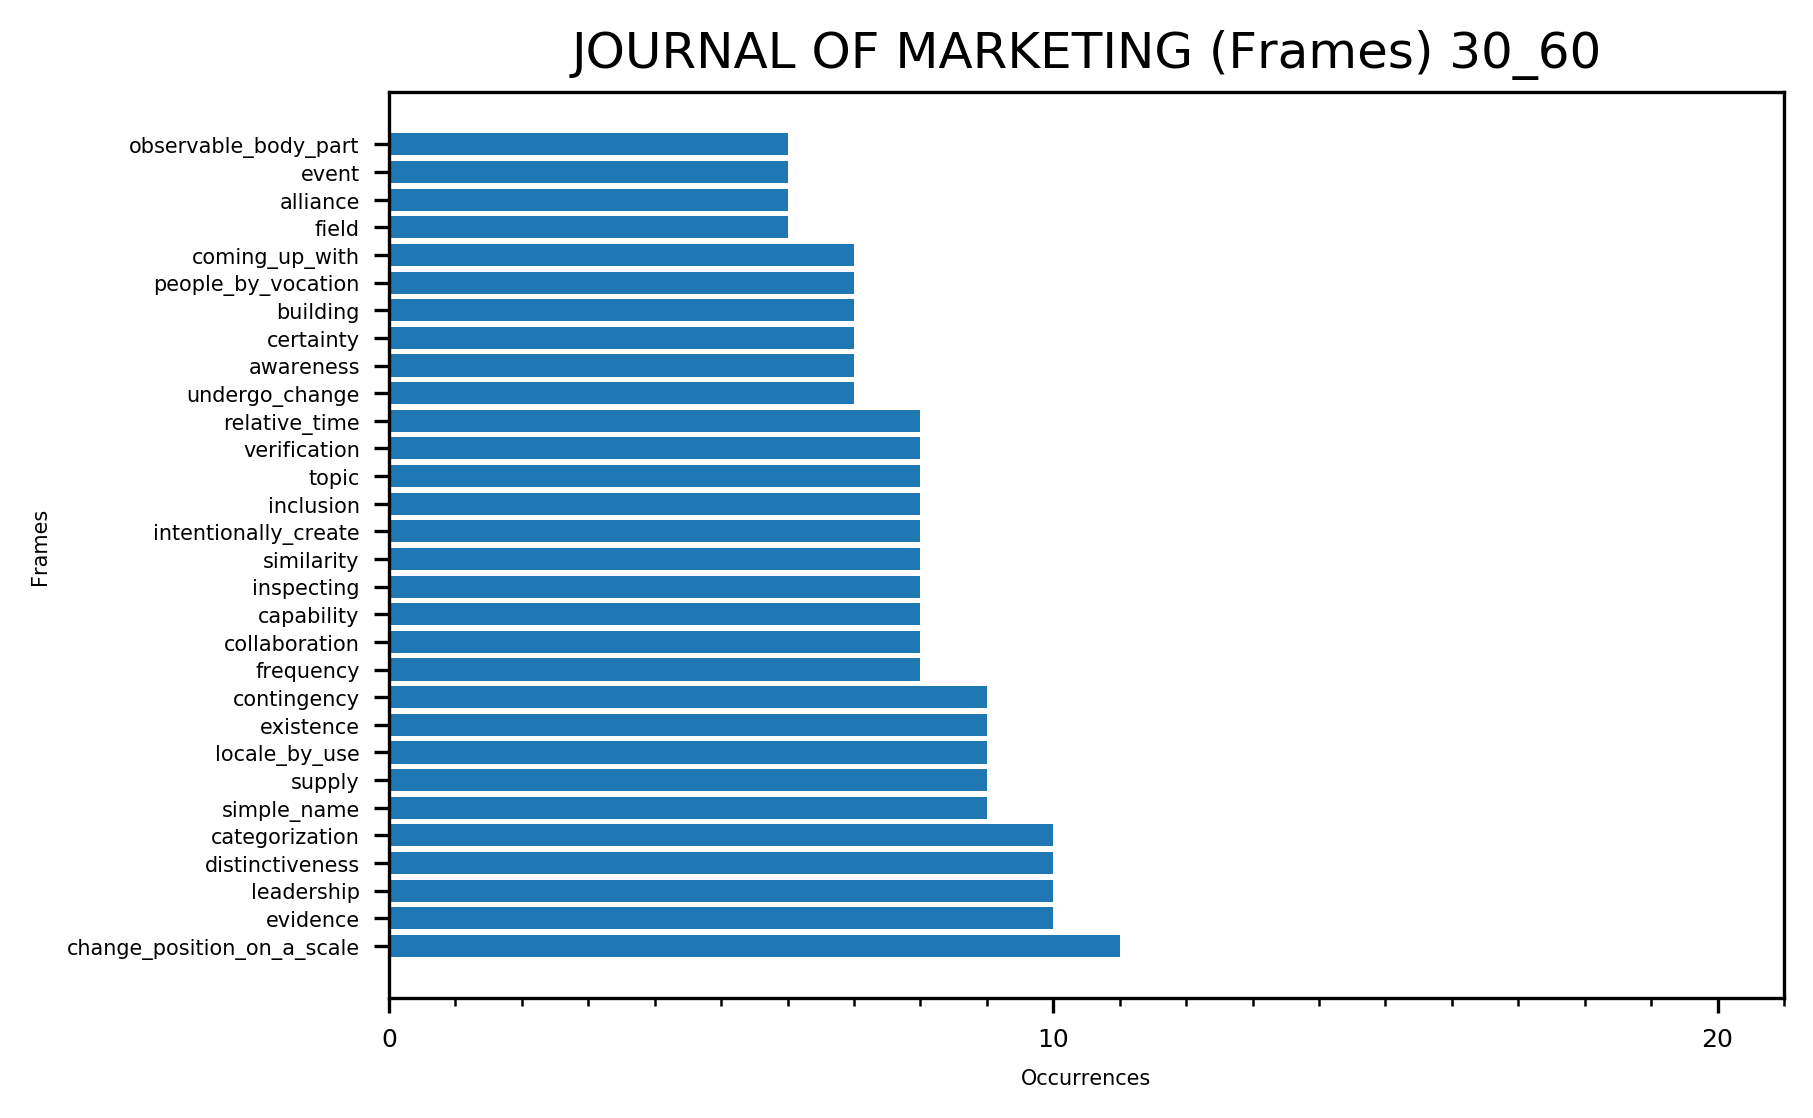 JOURNAL OF MARKETING (Frames) 30_60
observable_body_part
event
alliance
field
coming_up_with
people_by_vocation
building
certainty
awareness
undergo_change
relative_time
verification
topic
inclusion
intentionally_create
similarity
inspecting
capability
collaboration
frequency
contingency
existence
locale_by_use
supply
simple_name
categorization
distinctiveness
leadership
evidence
change_position_on_a_scale
Frames
0 10 20
Occurrences